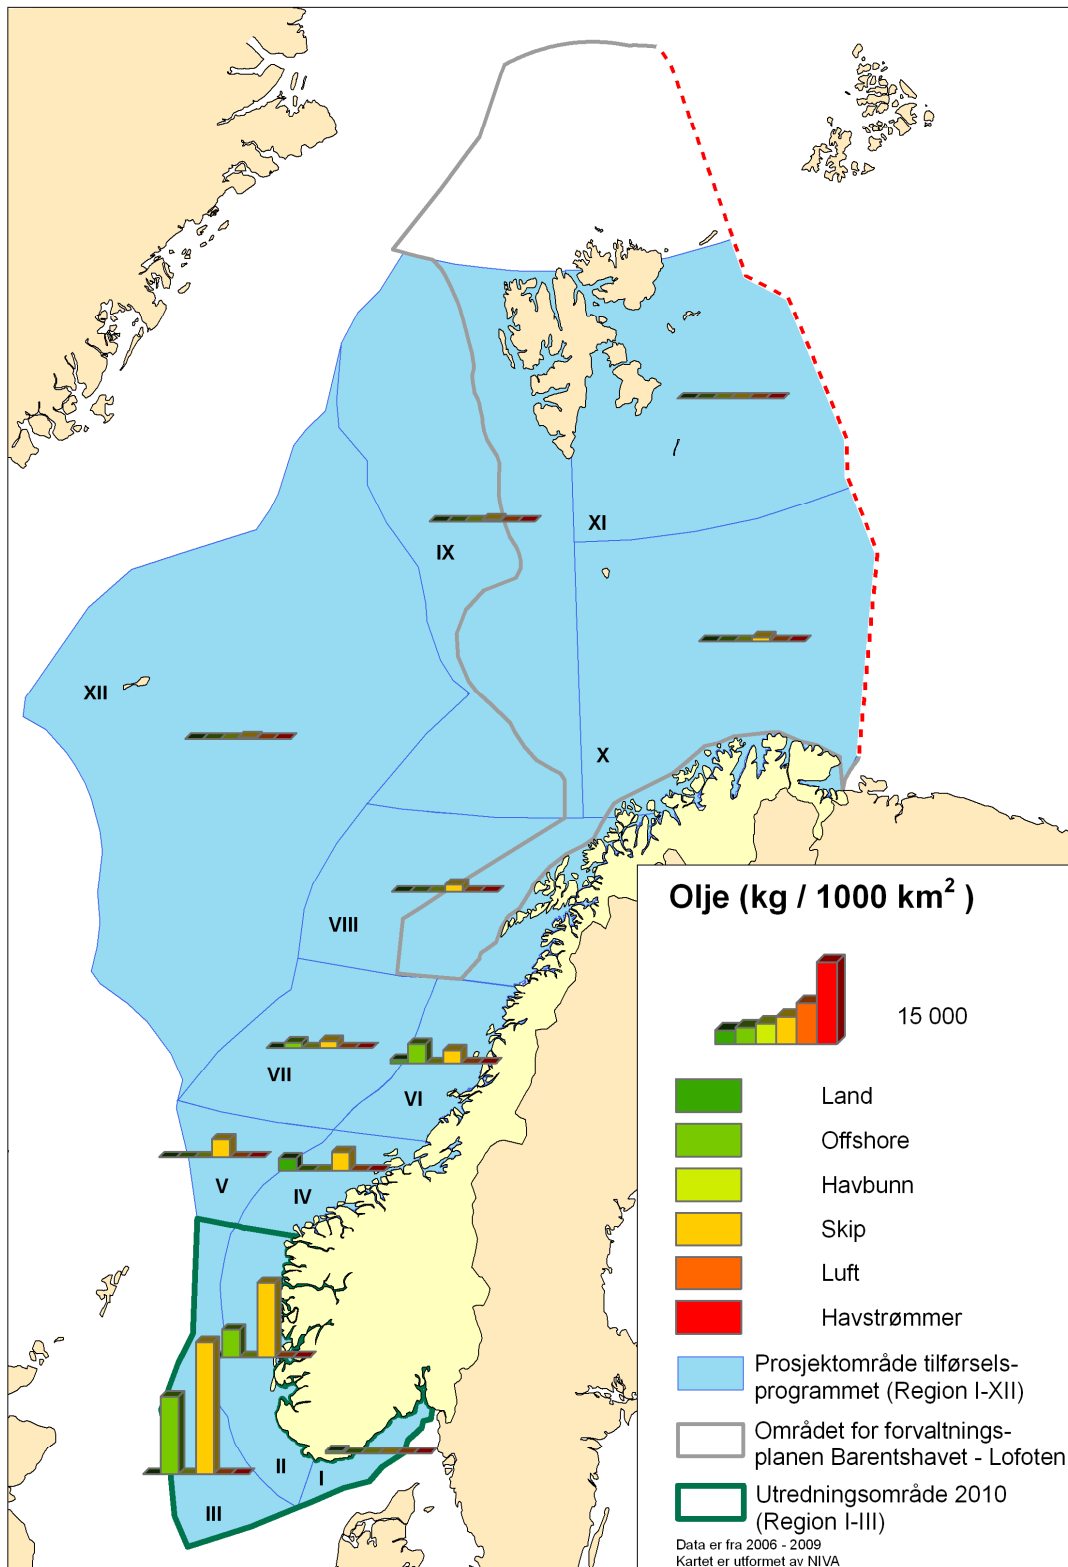 XI
IX
XII
X
VIII
VII
VI
V
IV
II
I
III
Olje (kg / 1000 km² )
15 000
Land
Offshore
Havbunn
Skip
Luft
Havstrømmer
Prosjektområde tilførsels-
programmet (Region I-XII)
Området for forvaltnings-
planen Barentshavet - Lofoten
Utredningsområde 2010
(Region I-III)
Data er fra 2006 - 2009
Kartet er utformet av NIVA